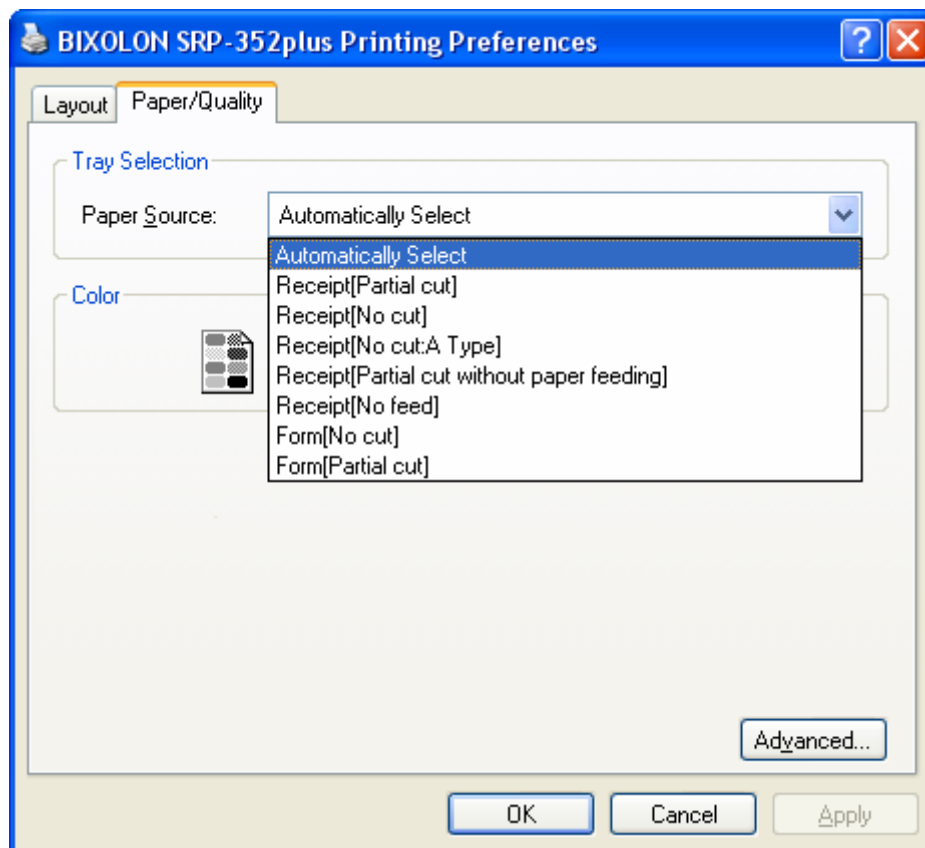 BIXOLON SRP-352plus Printing Preferences
Layout Paper/Quality
Tray Selection
Paper Source: Automatically Select
Automatically Select
Receipt[Partial cut]
Color
Receipt[No cut]
Receipt[No cut:A Type]
Receipt[Partial cut without paper feeding]
Receipt[No feed]
Form[No cut]
Form[Partial cut]
Advanced...
OK Cancel Apply